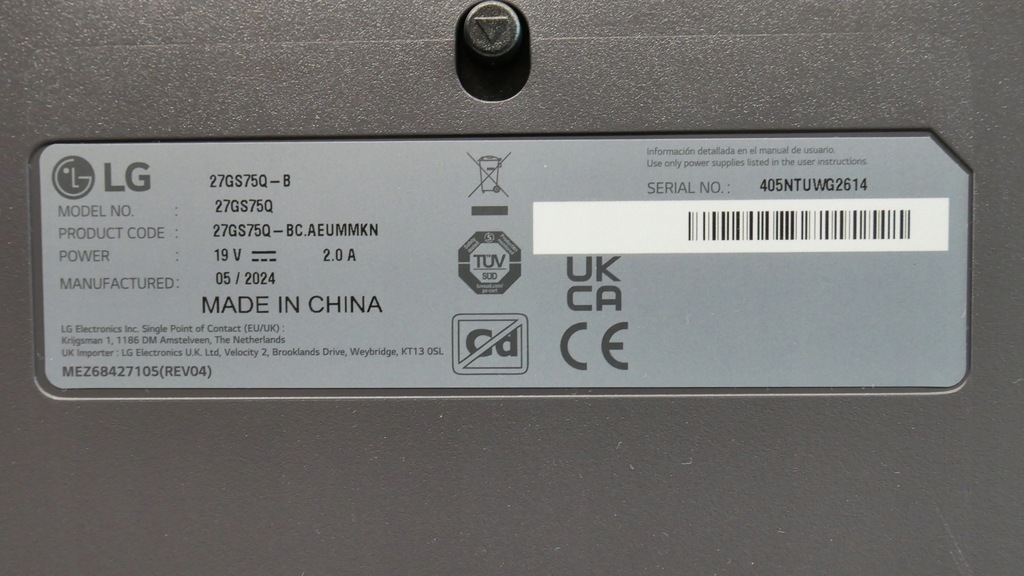 LG
27GS75Q-B
MODEL NO. : 27GS75Q
PRODUCT CODE : 27GS75Q-BC.AEUMMKN
POWER : 19 V 2.0 A
MANUFACTURED: 05 / 2024
MADE IN CHINA
LG Electronics Inc. Single Point of Contact (EU/UK) :
Krijgsman 1, 1186 DM Amstelveen, The Netherlands
UK Importer : LG Electronics U.K. Ltd, Velocity 2, Brooklands Drive, Weybridge, KT13 0SL
MEZ68427105(REV04)
TÜV
SÜD
Cd
Información detallada en el manual de usuario.
Use only power supplies listed in the user instructions.
SERIAL NO.: 405NTUWG2614
UK
CA
CE